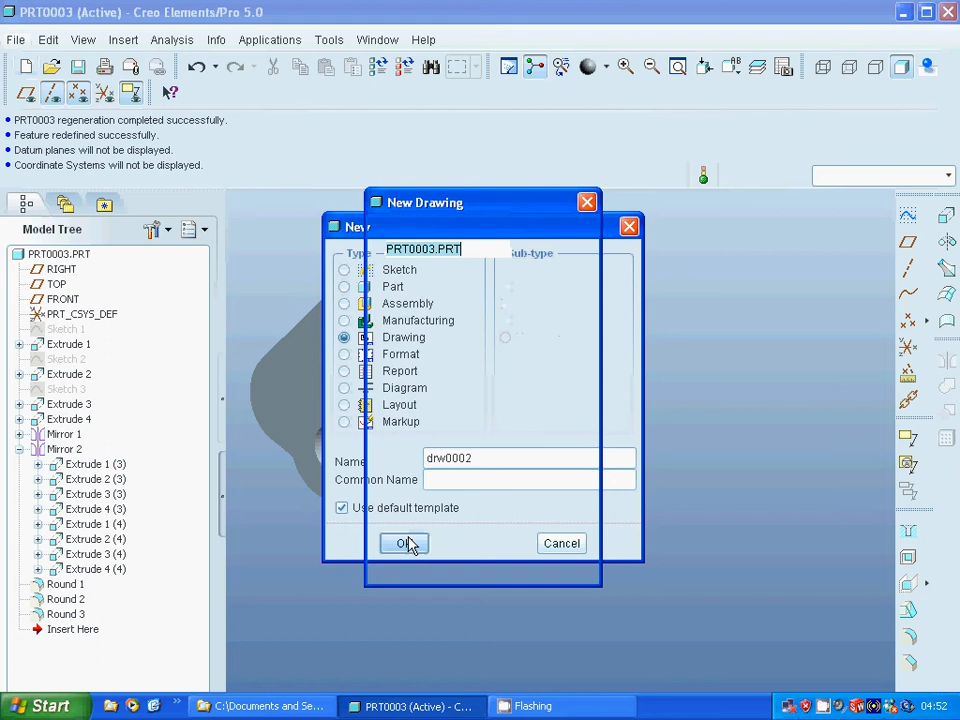 PRT0003 (Active) - Creo Elements/Pro 5.0
File Edit View Insert Analysis Info Applications Tools Window Help
PRT0003 regeneration completed successfully.
Feature redefined successfully.
Datum planes will not be displayed.
Coordinate Systems will not be displayed.
Model Tree
PRT0003.PRT
RIGHT
TOP
FRONT
PRT_CSYS_DEF
Sketch 1
Extrude 1
Sketch 2
Extrude 2
Sketch 3
Extrude 3
Extrude 4
Mirror 1
Mirror 2
Extrude 1 (3)
Extrude 2 (3)
Extrude 3 (3)
Extrude 4 (3)
Extrude 1 (4)
Extrude 2 (4)
Extrude 3 (4)
Extrude 4 (4)
Round 1
Round 2
Round 3
Insert Here
New Drawing
New
PRT0003.PRT
Type
Sub-type
Sketch
Part
Assembly
Manufacturing
Drawing
Format
Report
Diagram
Layout
Markup
Name drw0002
Common Name
Use default template
OK Cancel
Start C:\Documents and Se... PRT0003 (Active) - C... Flashing 04:52